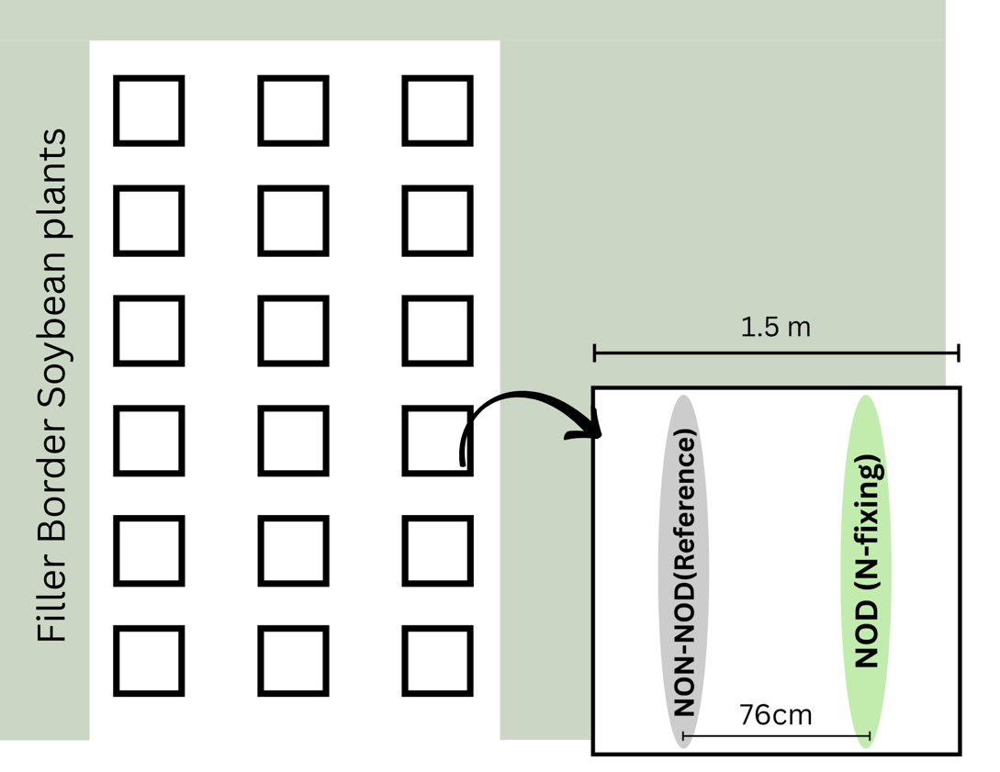 Filler Border Soybean plants
1.5 m
NON-NOD(Reference)
NOD (N-fixing)
76cm